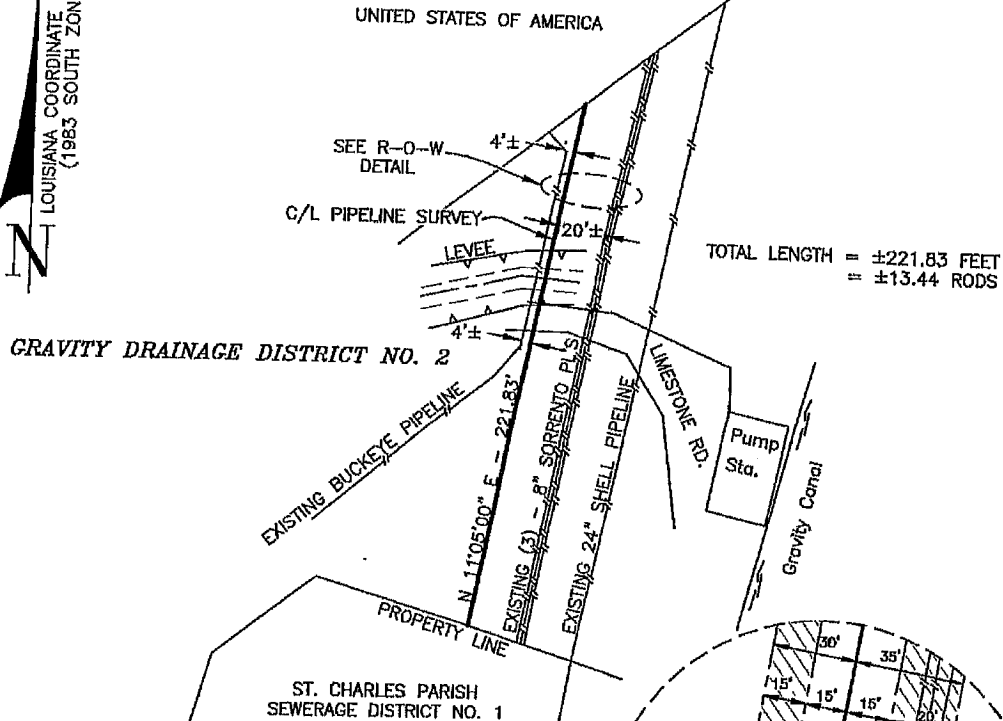 UNITED STATES OF AMERICA
LOUISIANA COORDINATE
(1983 SOUTH ZON
N
SEE R-O-W
DETAIL
4'±
C/L PIPELINE SURVEY
20'±
LEVEE
TOTAL LENGTH = ±221.83 FEET
= ±13.44 RODS
4'±
GRAVITY DRAINAGE DISTRICT NO. 2
LIMESTONE RD.
EXISTING BUCKEYE PIPELINE
N 11°05'00" E - 221.83'
EXISTING (3) - 8" SORRENTO P/LS
EXISTING 24" SHELL PIPELINE
Pump
Sta.
Gravity Canal
PROPERTY LINE
ST. CHARLES PARISH
SEWERAGE DISTRICT NO. 1
30'
35'
15'
15'
15'
20'